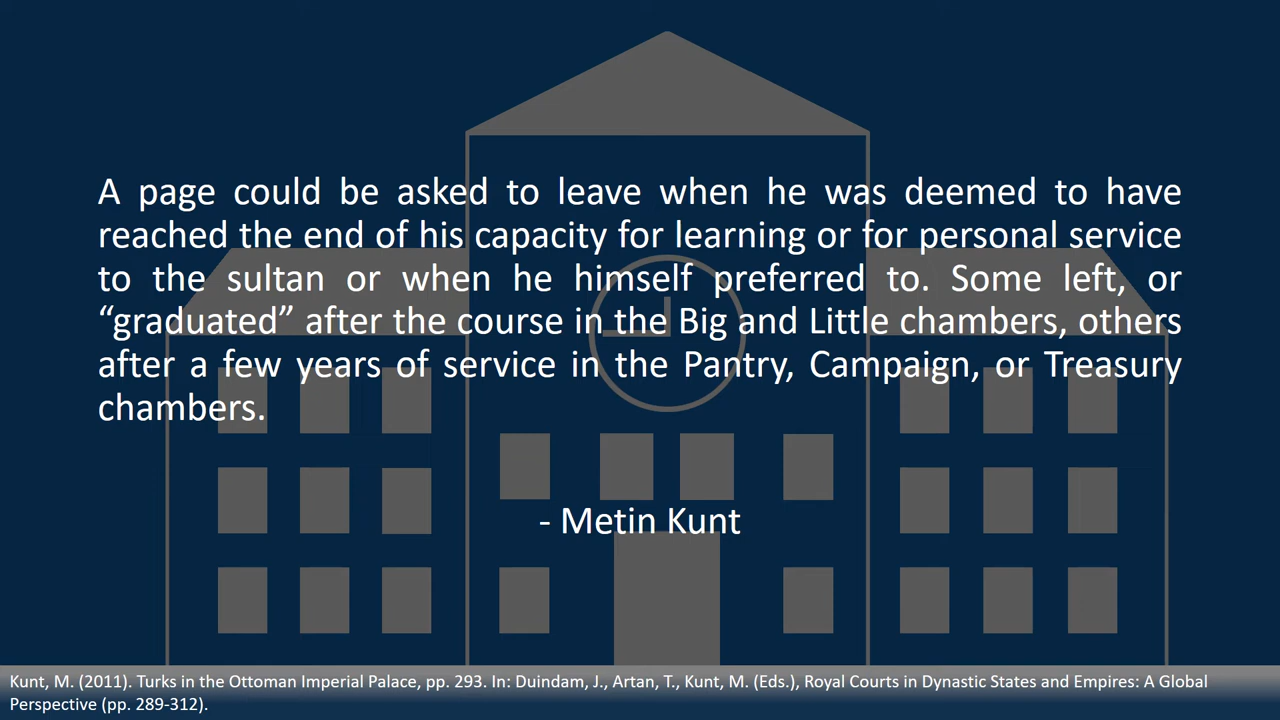 A page could be asked to leave when he was deemed to have
reached the end of his capacity for learning or for personal service
to the sultan or when he himself preferred to. Some left, or
“graduated” after the course in the Big and Little chambers, others
after a few years of service in the Pantry, Campaign, or Treasury
chambers.
- Metin Kunt
Kunt, M. (2011). Turks in the Ottoman Imperial Palace, pp. 293. In: Duindam, J., Artan, T., Kunt, M. (Eds.), Royal Courts in Dynastic States and Empires: A Global
Perspective (pp. 289-312).